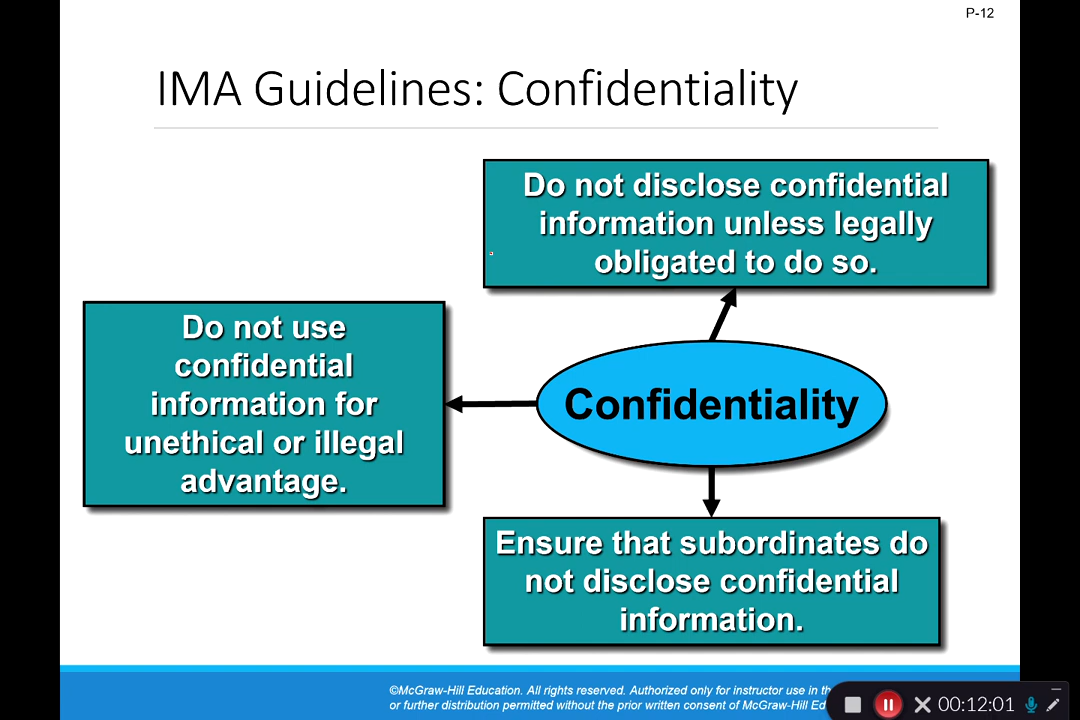 P-12
IMA Guidelines: Confidentiality
Do not disclose confidential
information unless legally
obligated to do so.
Do not use
confidential
information for
unethical or illegal
advantage.
Confidentiality
Ensure that subordinates do
not disclose confidential
information.
©McGraw-Hill Education. All rights reserved. Authorized only for instructor use in
or further distribution permitted without the prior written consent of McGraw-Hill
00:12:01